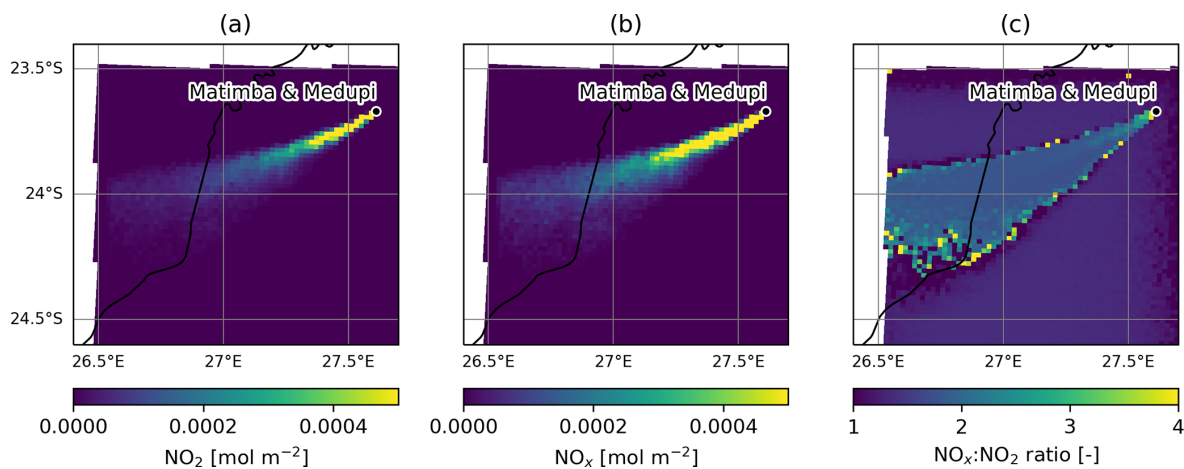 (a)
(b)
(c)
23.5°S
24°S
24.5°S
Matimba & Medupi
Matimba & Medupi
Matimba & Medupi
26.5°E 27°E 27.5°E
26.5°E 27°E 27.5°E
26.5°E 27°E 27.5°E
0.0000 0.0002 0.0004
0.0000 0.0002 0.0004
1 2 3 4
NO₂ [mol m⁻²]
NOₓ [mol m⁻²]
NOₓ:NO₂ ratio [-]